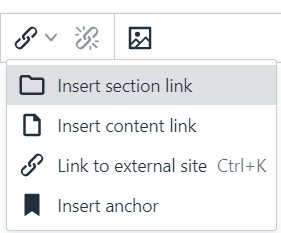 Insert section link
Insert content link
Link to external site Ctrl+K
Insert anchor